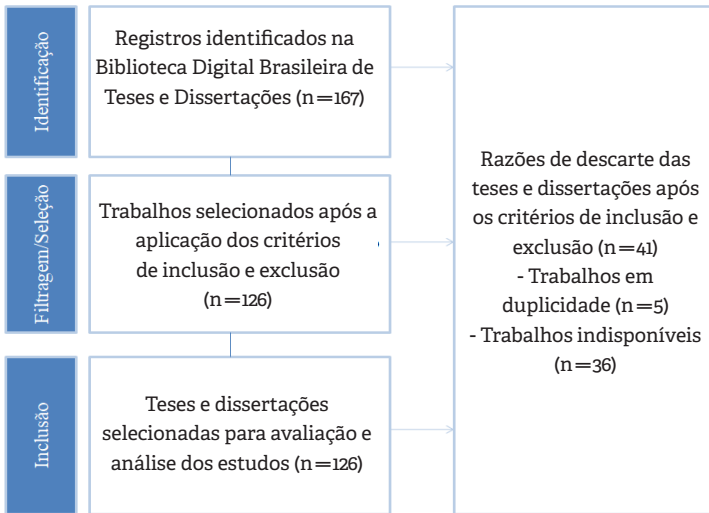 Identificação
Registros identificados na
Biblioteca Digital Brasileira de
Teses e Dissertações (n=167)
Filtragem/Seleção
Trabalhos selecionados após a
aplicação dos critérios
de inclusão e exclusão
(n=126)
Inclusão
Teses e dissertações
selecionadas para avaliação e
análise dos estudos (n=126)
Razões de descarte das
teses e dissertações após
os critérios de inclusão e
exclusão (n=41)
- Trabalhos em
duplicidade (n=5)
- Trabalhos indisponíveis
(n=36)